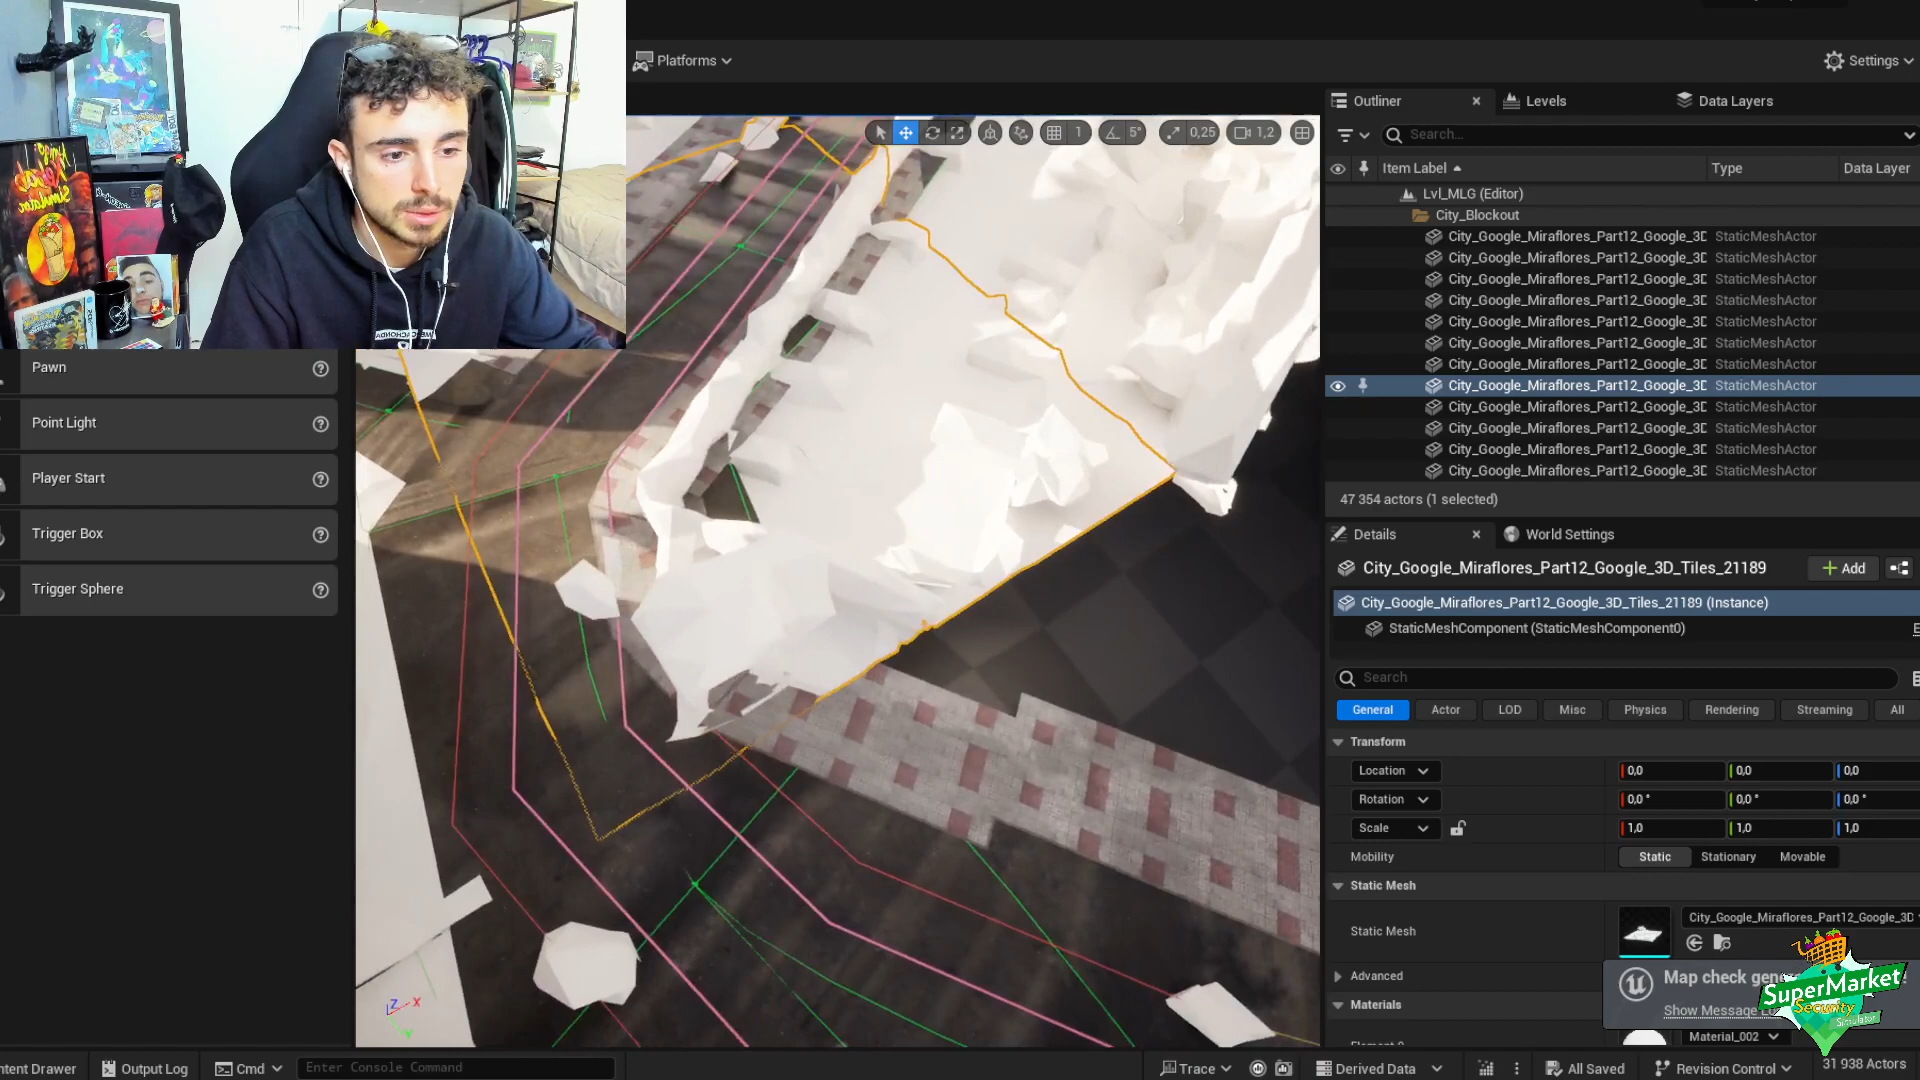 Platforms
Settings
Outliner
Levels
Data Layers
1
5°
0,25
1,2
Search...
Item Label
Type
Data Layer
Lvl_MLG (Editor)
City_Blockout
City_Google_Miraflores_Part12_Google_3D StaticMeshActor
City_Google_Miraflores_Part12_Google_3D StaticMeshActor
City_Google_Miraflores_Part12_Google_3D StaticMeshActor
City_Google_Miraflores_Part12_Google_3D StaticMeshActor
City_Google_Miraflores_Part12_Google_3D StaticMeshActor
City_Google_Miraflores_Part12_Google_3D StaticMeshActor
City_Google_Miraflores_Part12_Google_3D StaticMeshActor
City_Google_Miraflores_Part12_Google_3D StaticMeshActor
City_Google_Miraflores_Part12_Google_3D StaticMeshActor
City_Google_Miraflores_Part12_Google_3D StaticMeshActor
City_Google_Miraflores_Part12_Google_3D StaticMeshActor
City_Google_Miraflores_Part12_Google_3D StaticMeshActor
47 354 actors (1 selected)
Details
World Settings
City_Google_Miraflores_Part12_Google_3D_Tiles_21189
Add
City_Google_Miraflores_Part12_Google_3D_Tiles_21189 (Instance)
StaticMeshComponent (StaticMeshComponent0)
Search
General
Actor
LOD
Misc
Physics
Rendering
Streaming
All
Transform
Location 0,0 0,0 0,0
Rotation 0,0 ° 0,0 ° 0,0 °
Scale 1,0 1,0 1,0
Mobility Static Stationary Movable
Static Mesh
Static Mesh City_Google_Miraflores_Part12_Google_3D
Advanced
Materials
Material_002
Map check
Show Message
SuperMarket
Security
Simulator
Pawn
Point Light
Player Start
Trigger Box
Trigger Sphere
Z X Y
Drawer
Output Log
Cmd
Enter Console Command
Trace
Derived Data
All Saved
Revision Control
31 938 Actors